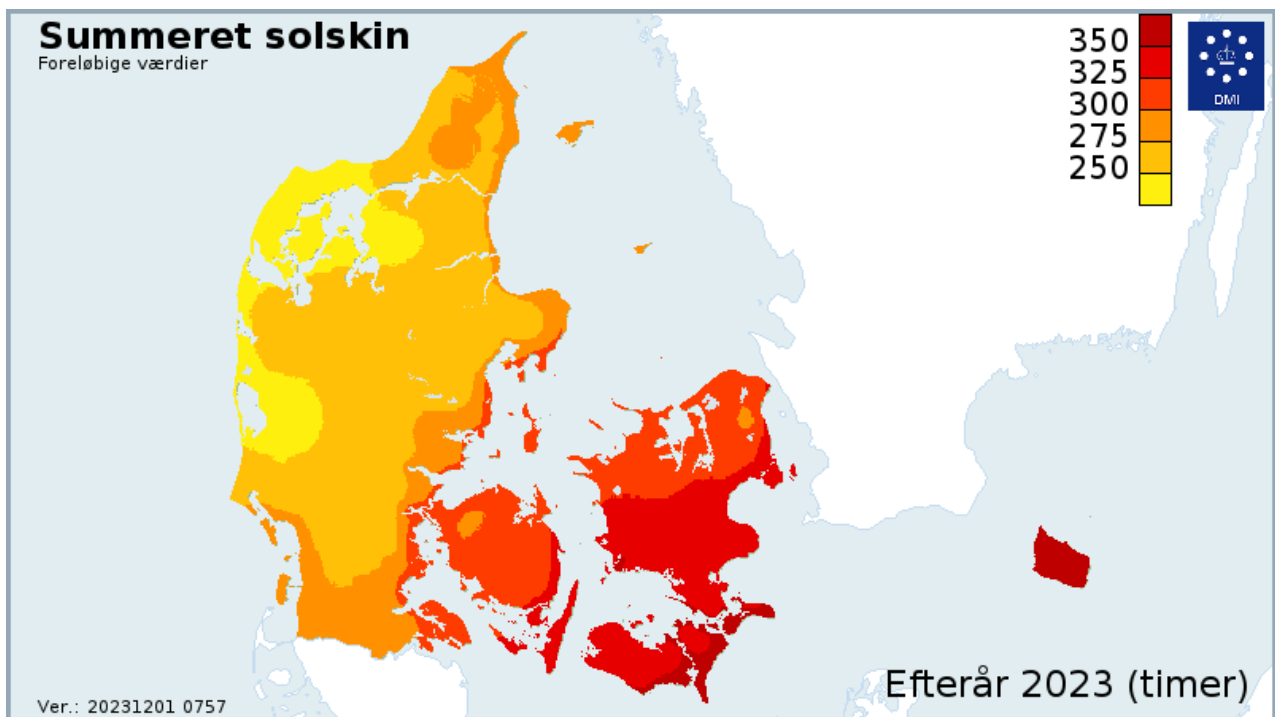 Summeret solskin
Foreløbige værdier
350
325
300
275
250
DMI
Efterår 2023 (timer)
Ver.: 20231201 0757